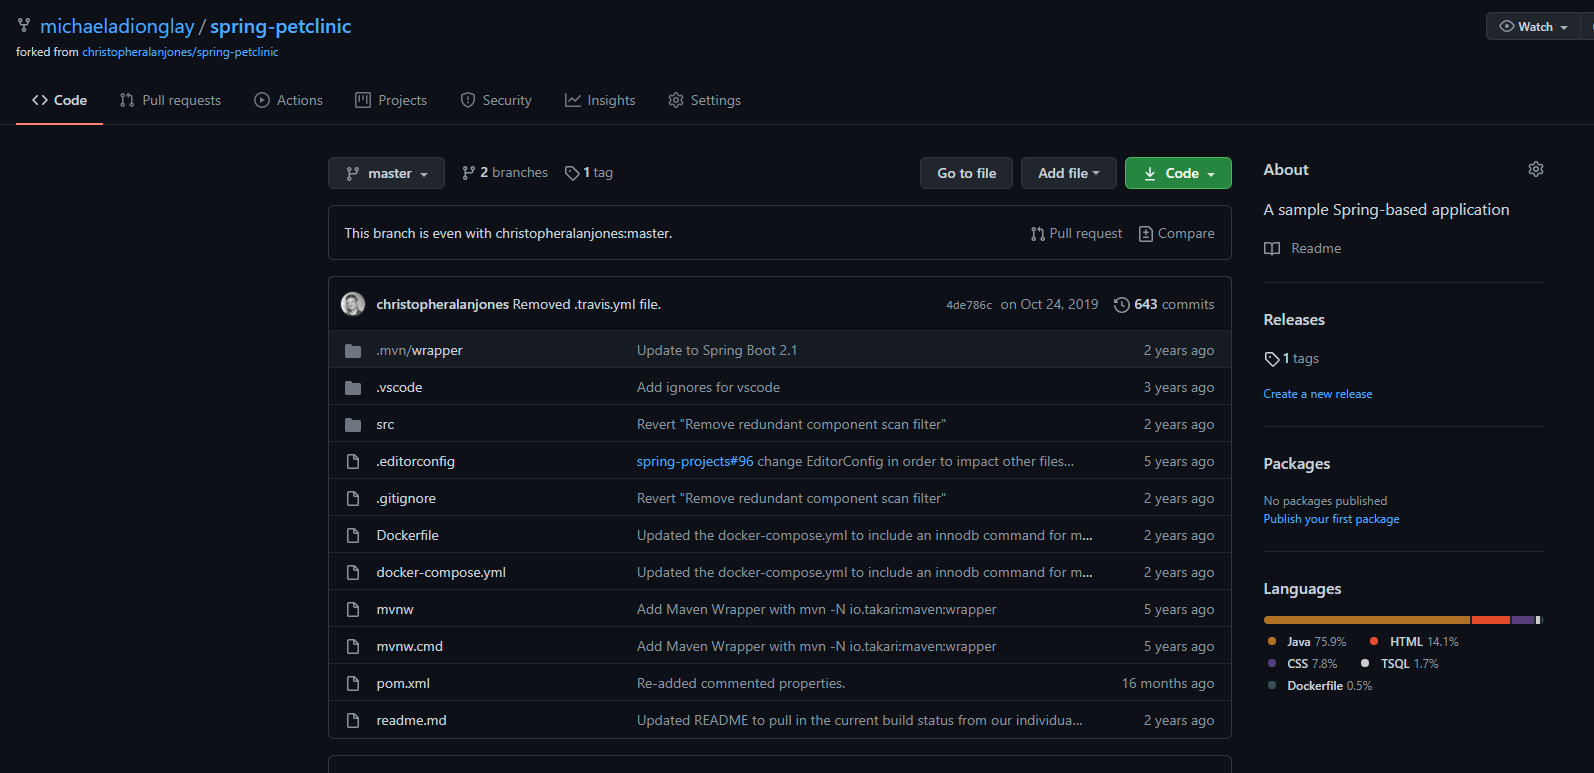 michaeladionglay / spring-petclinic
Watch
forked from christopheralanjones/spring-petclinic
Code Pull requests Actions Projects Security Insights Settings
master 2 branches 1 tag Go to file Add file Code
This branch is even with christopheralanjones:master. Pull request Compare
christopheralanjones Removed .travis.yml file. 4de786c on Oct 24, 2019 643 commits
.mvn/wrapper Update to Spring Boot 2.1 2 years ago
.vscode Add ignores for vscode 3 years ago
src Revert "Remove redundant component scan filter" 2 years ago
.editorconfig spring-projects#96 change EditorConfig in order to impact other files... 5 years ago
.gitignore Revert "Remove redundant component scan filter" 2 years ago
Dockerfile Updated the docker-compose.yml to include an innodb command for m... 2 years ago
docker-compose.yml Updated the docker-compose.yml to include an innodb command for m... 2 years ago
mvnw Add Maven Wrapper with mvn -N io.takari:maven:wrapper 5 years ago
mvnw.cmd Add Maven Wrapper with mvn -N io.takari:maven:wrapper 5 years ago
pom.xml Re-added commented properties. 16 months ago
readme.md Updated README to pull in the current build status from our individua... 2 years ago
About
A sample Spring-based application
Readme
Releases
1 tags
Create a new release
Packages
No packages published
Publish your first package
Languages
Java 75.9% HTML 14.1%
CSS 7.8% TSQL 1.7%
Dockerfile 0.5%